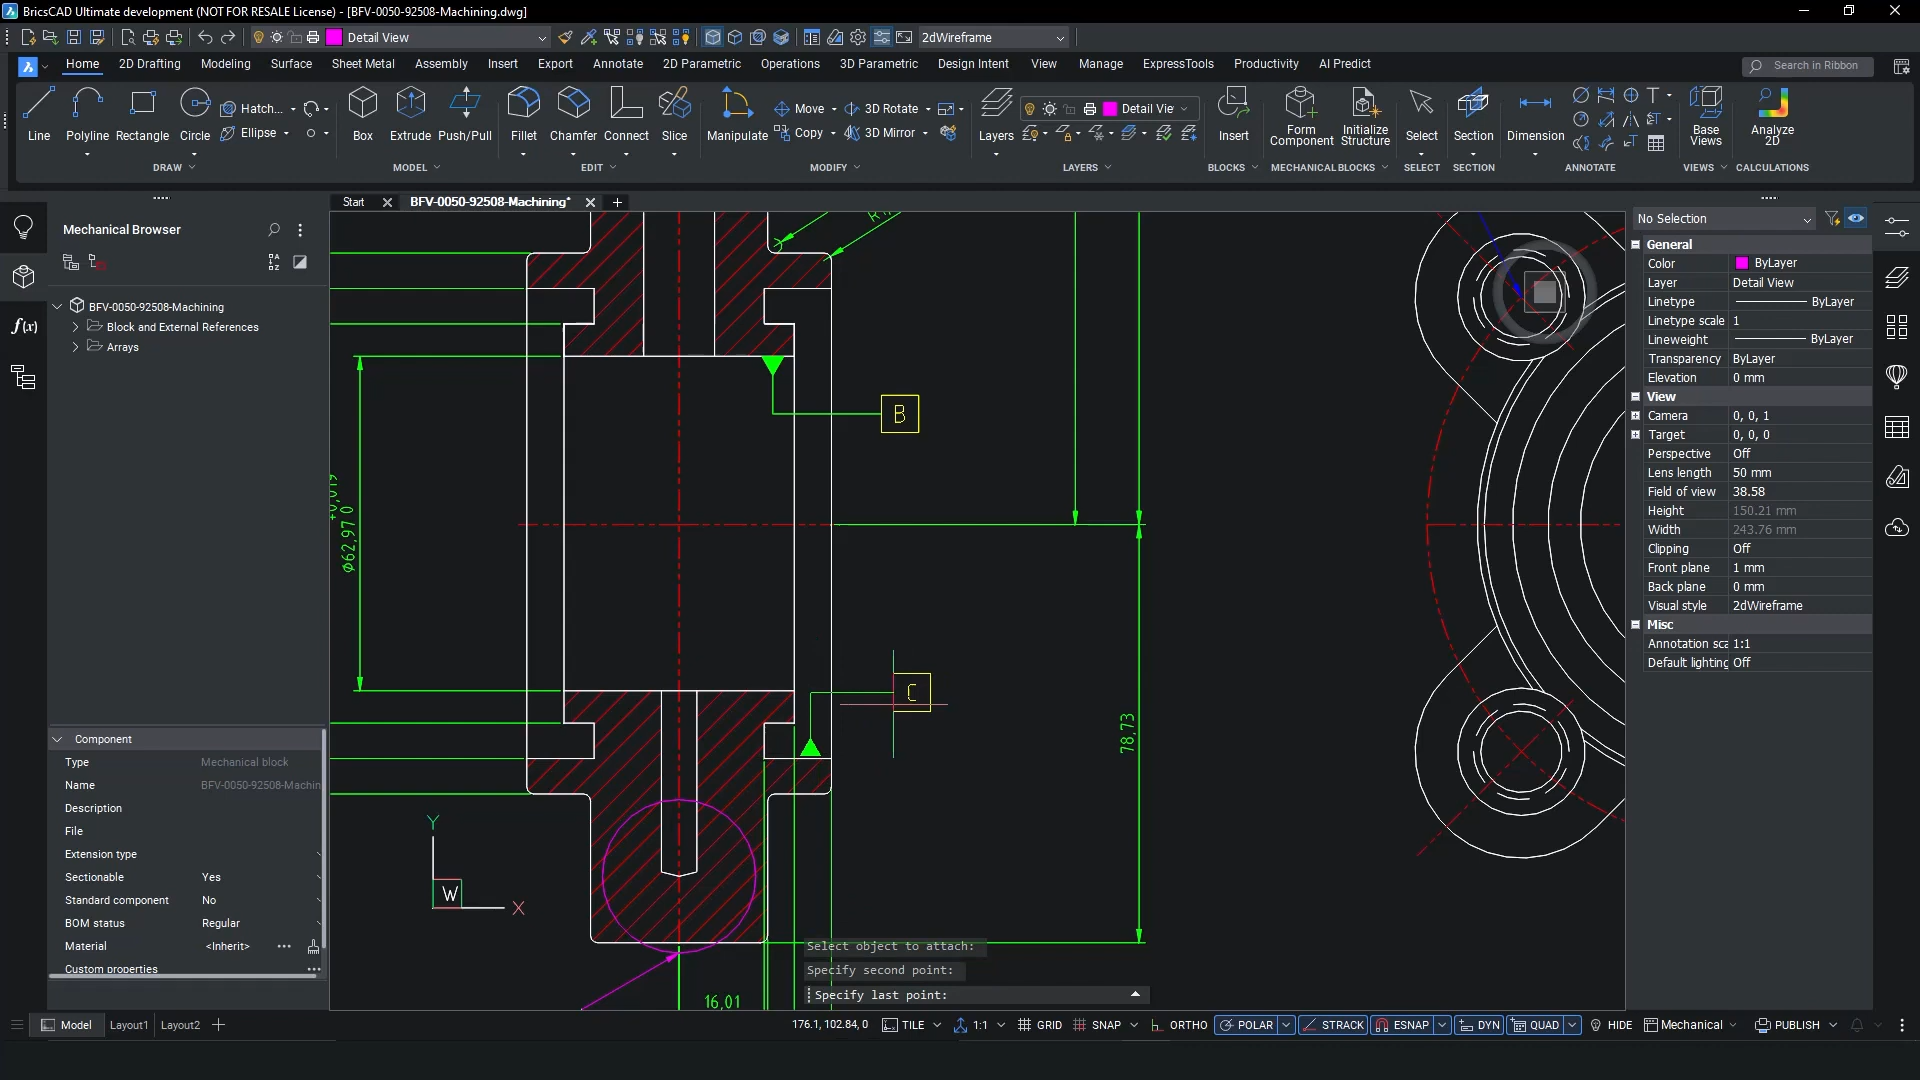 BricsCAD Ultimate development (NOT FOR RESALE License) - [BFV-0050-92508-Machining.dwg]
Detail View
2dWireframe
Home 2D Drafting Modeling Surface Sheet Metal Assembly Insert Export Annotate 2D Parametric Operations 3D Parametric Design Intent View Manage ExpressTools Productivity AI Predict
Search in Ribbon
Line Polyline Rectangle Circle
Hatch...
Ellipse
Box Extrude Push/Pull
Fillet Chamfer Connect Slice
Manipulate
Move
Copy
3D Rotate
3D Mirror
Layers
Detail Vie
Insert
Form Component
Initialize Structure
Select
Section
Dimension
Base Views
Analyze 2D
DRAW MODEL EDIT MODIFY LAYERS BLOCKS MECHANICAL BLOCKS SELECT SECTION ANNOTATE VIEWS CALCULATIONS
Start
BFV-0050-92508-Machining*
Mechanical Browser
BFV-0050-92508-Machining
Block and External References
Arrays
f(x)
Component
Type Mechanical block
Name BFV-0050-92508-Machin
Description
File
Extension type
Sectionable Yes
Standard component No
BOM status Regular
Material <Inherit>
Custom properties
+0,019
Φ62,97 0
B
C
78,73
16,01
Y
W
X
Select object to attach:
Specify second point:
Specify last point:
No Selection
General
Color ByLayer
Layer Detail View
Linetype ByLayer
Linetype scale 1
Lineweight ByLayer
Transparency ByLayer
Elevation 0 mm
View
Camera 0, 0, 1
Target 0, 0, 0
Perspective Off
Lens length 50 mm
Field of view 38.58
Height 150.21 mm
Width 243.76 mm
Clipping Off
Front plane 1 mm
Back plane 0 mm
Visual style 2dWireframe
Misc
Annotation sca 1:1
Default lighting Off
Model Layout1 Layout2
176.1, 102.84, 0 TILE 1:1 GRID SNAP ORTHO POLAR STRACK ESNAP DYN QUAD HIDE Mechanical PUBLISH